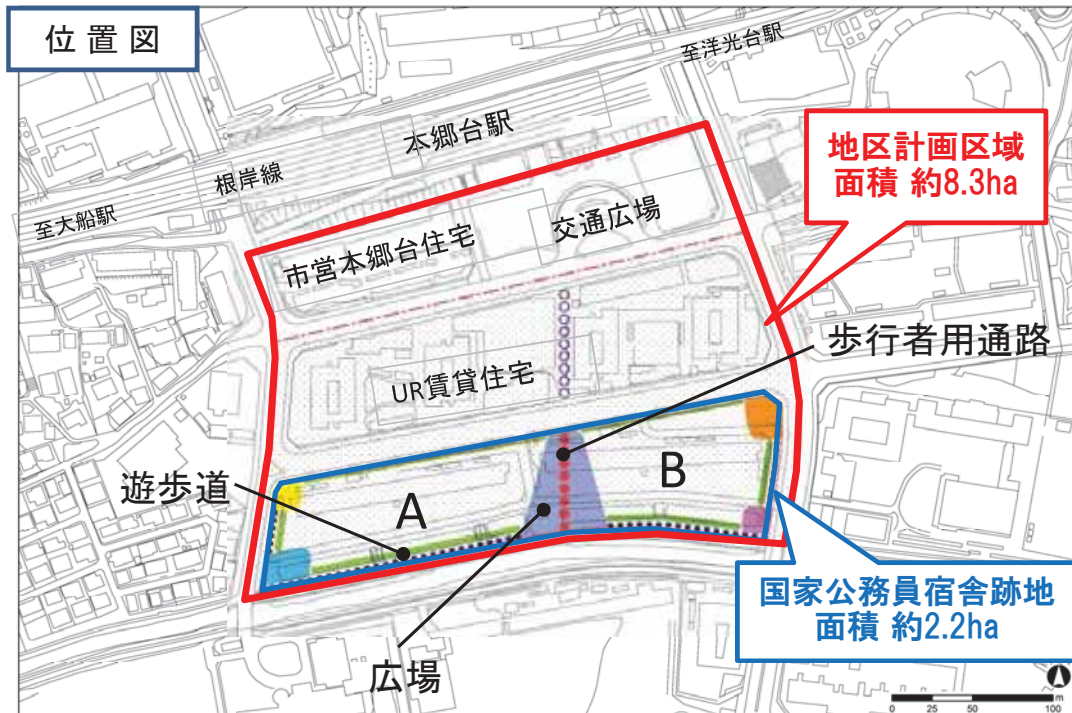 位置図
至洋光台駅
本郷台駅
根岸線
至大船駅
地区計画区域
面積 約8.3ha
市営本郷台住宅
交通広場
歩行者用通路
UR賃貸住宅
遊歩道
A
B
国家公務員宿舎跡地
面積 約2.2ha
広場
0 25 50 100
m